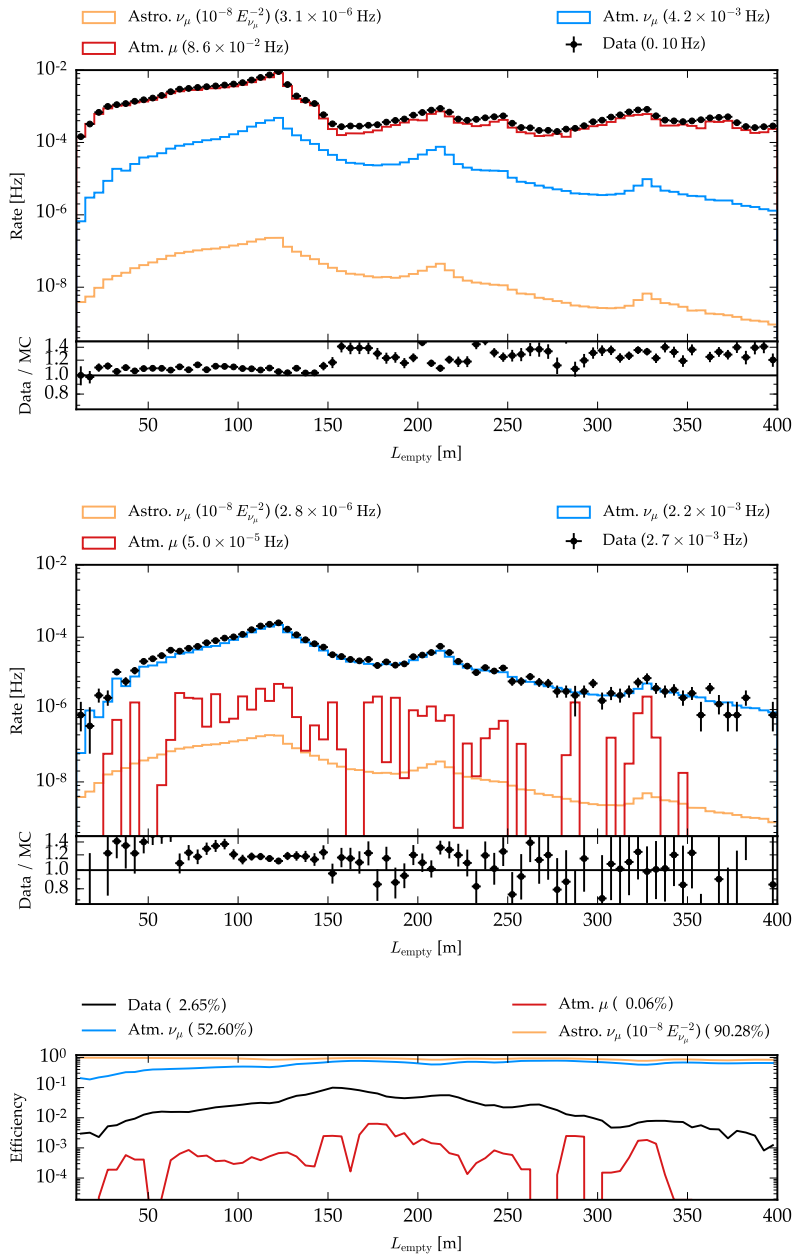 Astro. ν_μ (10⁻⁸ E_{ν_μ}⁻²) (3.1 × 10⁻⁶ Hz) Atm. ν_μ (4.2 × 10⁻³ Hz)
Atm. μ (8.6 × 10⁻² Hz) Data (0.10 Hz)
10⁻²
10⁻⁴
10⁻⁶
10⁻⁸
Rate [Hz]
1.4
1.2
1.0
0.8
Data / MC
50 100 150 200 250 300 350 400
L_empty [m]
Astro. ν_μ (10⁻⁸ E_{ν_μ}⁻²) (2.8 × 10⁻⁶ Hz) Atm. ν_μ (2.2 × 10⁻³ Hz)
Atm. μ (5.0 × 10⁻⁵ Hz) Data (2.7 × 10⁻³ Hz)
10⁻²
10⁻⁴
10⁻⁶
10⁻⁸
Rate [Hz]
1.4
1.2
1.0
0.8
Data / MC
50 100 150 200 250 300 350 400
L_empty [m]
Data ( 2.65%) Atm. μ ( 0.06%)
Atm. ν_μ ( 52.60%) Astro. ν_μ (10⁻⁸ E_{ν_μ}⁻²) ( 90.28%)
10⁰
10⁻¹
10⁻²
10⁻³
10⁻⁴
Efficiency
50 100 150 200 250 300 350 400
L_empty [m]